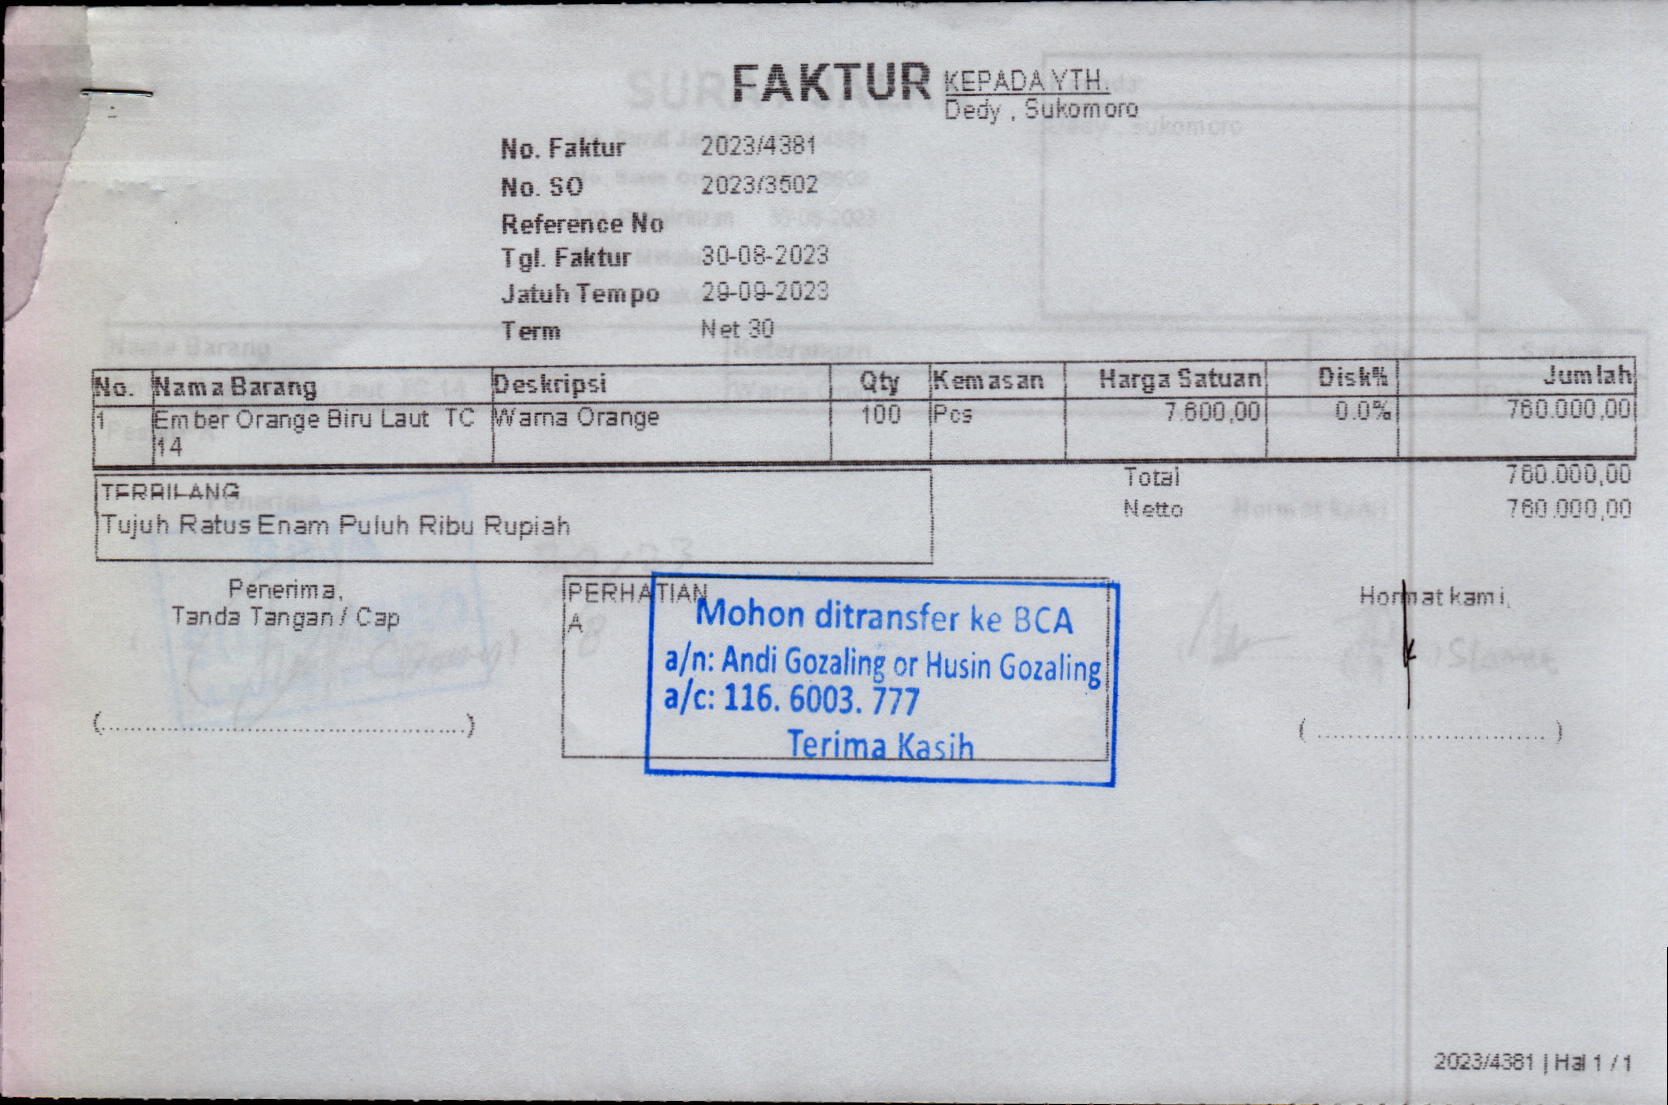 FAKTUR
KEPADA YTH.
Dedy , Sukomoro
No. Faktur 2023/4381
No. SO 2023/3502
Reference No
Tgl. Faktur 30-08-2023
Jatuh Tempo 29-09-2023
Term Net 30
No. Nama Barang Deskripsi Qty Kemasan Harga Satuan Disk% Jumlah
1 Ember Orange Biru Laut TC Warna Orange 100 Pcs 7.600,00 0.0% 760.000,00
14
Total 760.000,00
Netto 760.000,00
TERBILANG
Tujuh Ratus Enam Puluh Ribu Rupiah
Penerima,
Tanda Tangan / Cap
(..........................................)
PERHATIAN
A
Mohon ditransfer ke BCA
a/n: Andi Gozaling or Husin Gozaling
a/c: 116. 6003. 777
Terima Kasih
Hormat kami,
( ............................ )
2023/4381 | Hal 1 / 1